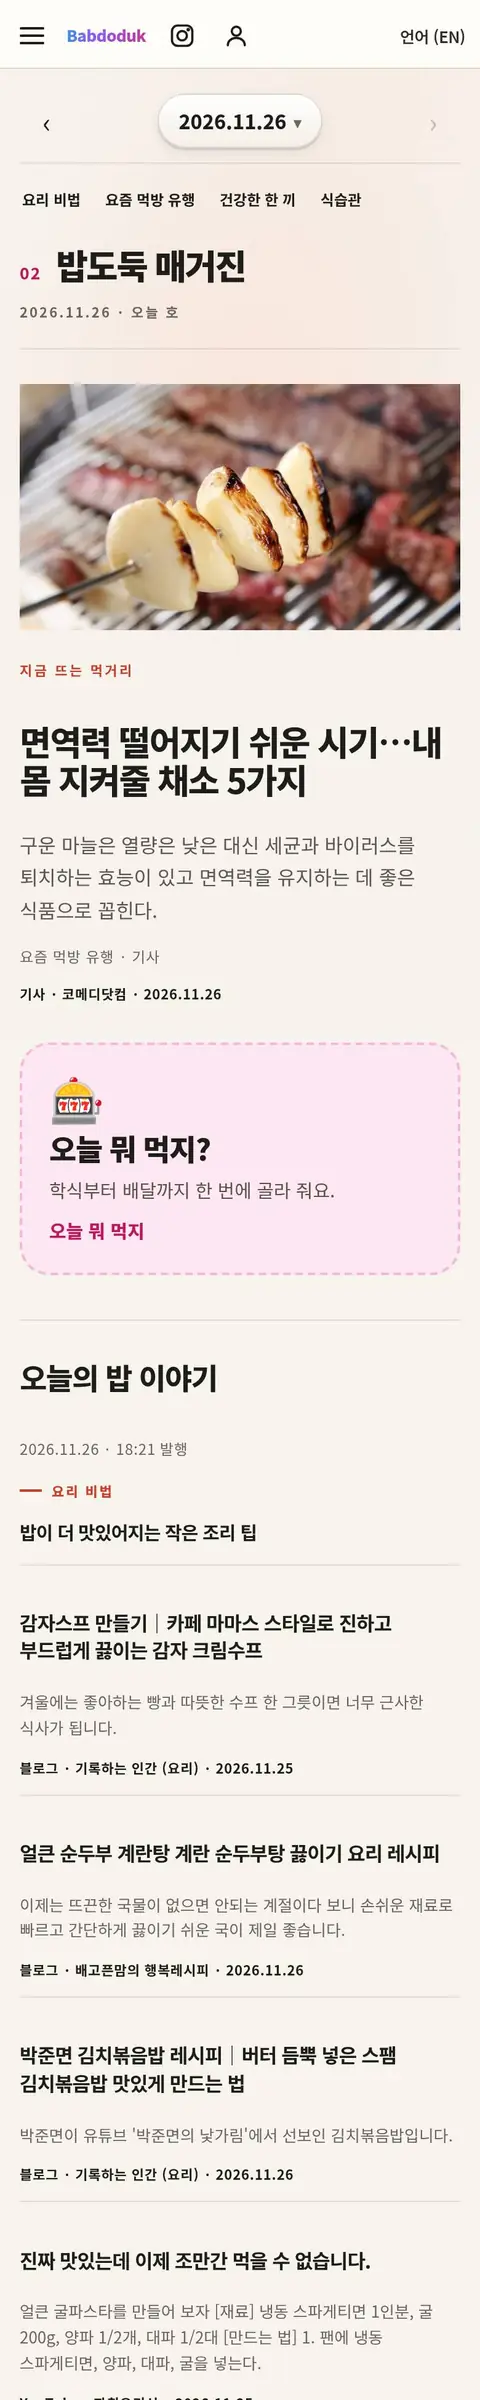 Babdoduk
언어 (EN)
‹
2026.11.26 ▾
›
요리 비법 요즘 먹방 유행 건강한 한 끼 식습관
02 밥도둑 매거진
2026.11.26 · 오늘 호
지금 뜨는 먹거리
면역력 떨어지기 쉬운 시기…내
몸 지켜줄 채소 5가지
구운 마늘은 열량은 낮은 대신 세균과 바이러스를
퇴치하는 효능이 있고 면역력을 유지하는 데 좋은
식품으로 꼽힌다.
요즘 먹방 유행 · 기사
기사 · 코메디닷컴 · 2026.11.26
777
오늘 뭐 먹지?
학식부터 배달까지 한 번에 골라 줘요.
오늘 뭐 먹지
오늘의 밥 이야기
2026.11.26 · 18:21 발행
요리 비법
밥이 더 맛있어지는 작은 조리 팁
감자스프 만들기 | 카페 마마스 스타일로 진하고
부드럽게 끓이는 감자 크림수프
겨울에는 좋아하는 빵과 따뜻한 수프 한 그릇이면 너무 근사한
식사가 됩니다.
블로그 · 기록하는 인간 (요리) · 2026.11.25
얼큰 순두부 계란탕 계란 순두부탕 끓이기 요리 레시피
이제는 뜨끈한 국물이 없으면 안되는 계절이다 보니 손쉬운 재료로
빠르고 간단하게 끓이기 쉬운 국이 제일 좋습니다.
블로그 · 배고픈맘의 행복레시피 · 2026.11.26
박준면 김치볶음밥 레시피 | 버터 듬뿍 넣은 스팸
김치볶음밥 맛있게 만드는 법
박준면이 유튜브 '박준면의 낯가림'에서 선보인 김치볶음밥입니다.
블로그 · 기록하는 인간 (요리) · 2026.11.26
진짜 맛있는데 이제 조만간 먹을 수 없습니다.
얼큰 굴파스타를 만들어 보자 [재료] 냉동 스파게티면 1인분, 굴
200g, 양파 1/2개, 대파 1/2대 [만드는 법] 1. 팬에 냉동
스파게티면, 양파, 대파, 굴을 넣는다.